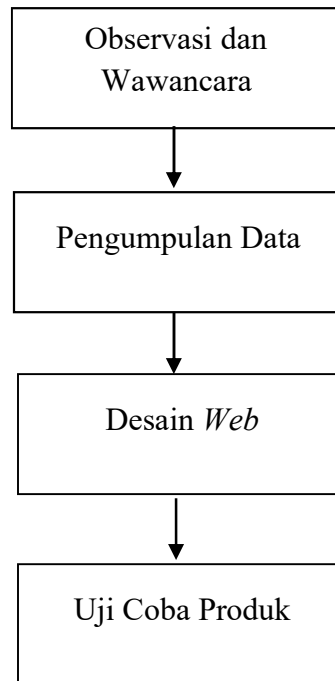 Observasi dan
Wawancara
Pengumpulan Data
Desain Web
Uji Coba Produk